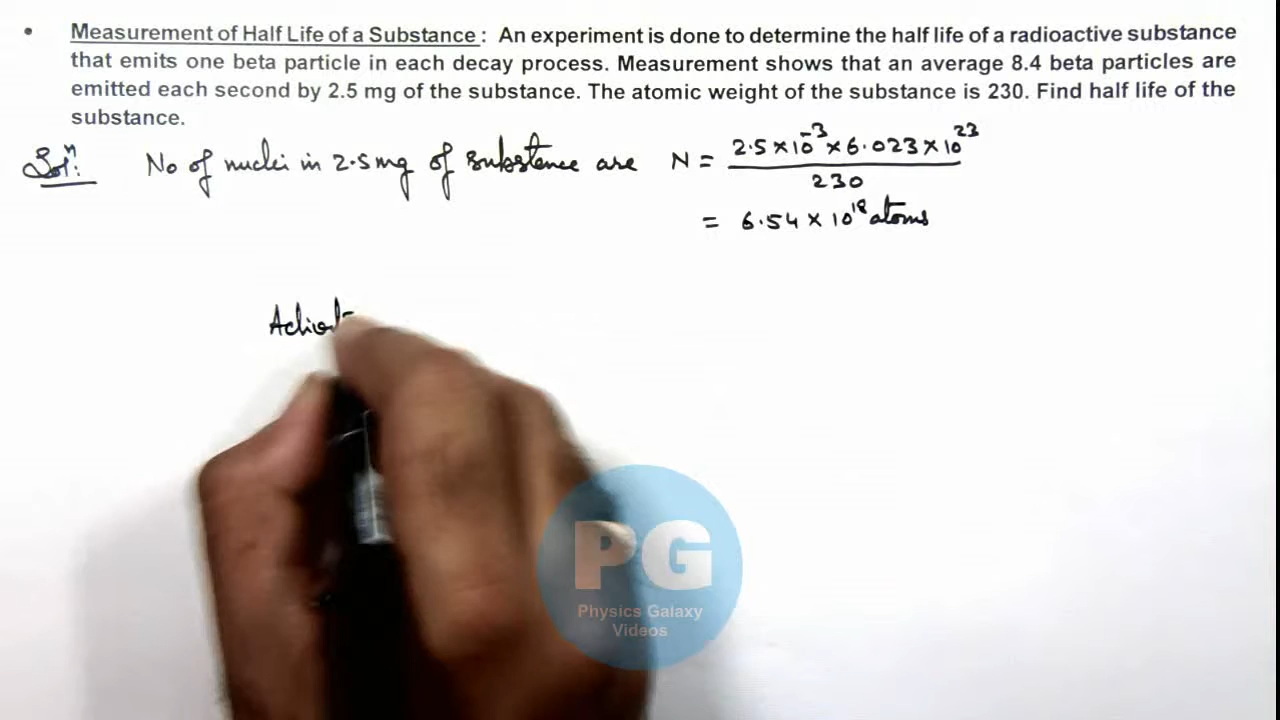 • Measurement of Half Life of a Substance : An experiment is done to determine the half life of a radioactive substance
that emits one beta particle in each decay process. Measurement shows that an average 8.4 beta particles are
emitted each second by 2.5 mg of the substance. The atomic weight of the substance is 230. Find half life of the
substance.
Solⁿ: No of nuclei in 2.5mg of substance are N = 2.5×10⁻³×6.023×10²³ / 230
= 6.54×10¹⁸ atoms
PG
Physics Galaxy
Videos